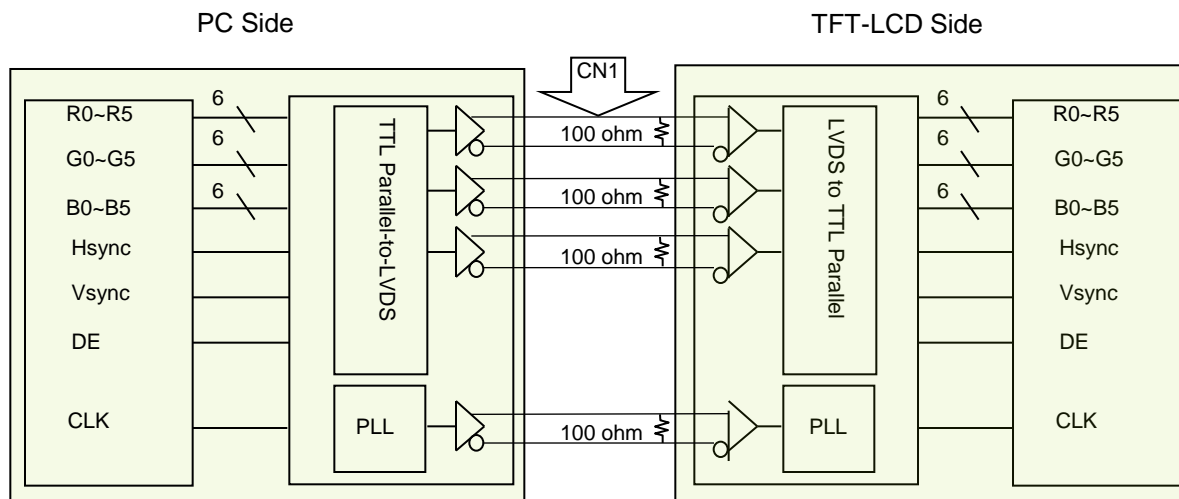 PC Side
TFT-LCD Side
CN1
R0~R5
6
G0~G5
6
B0~B5
6
Hsync
Vsync
DE
CLK
TTL Parallel-to-LVDS
PLL
100 ohm
100 ohm
100 ohm
100 ohm
LVDS to TTL Parallel
PLL
6
R0~R5
6
G0~G5
6
B0~B5
Hsync
Vsync
DE
CLK